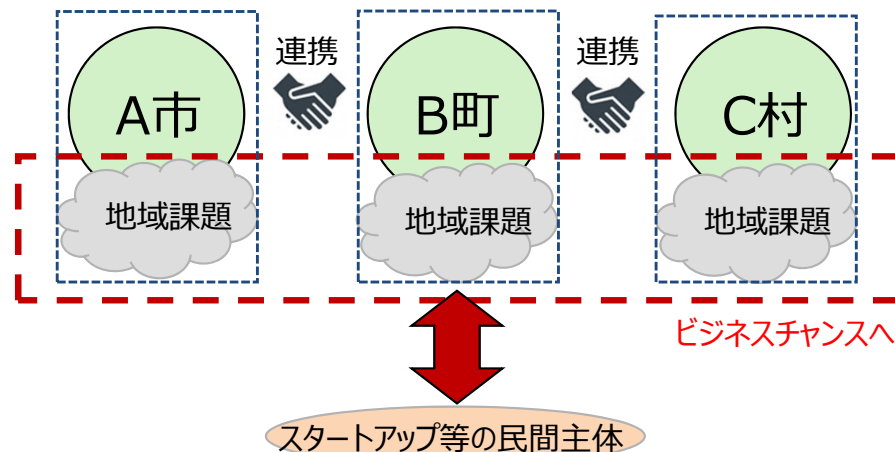 連携
連携
A市
B町
C村
地域課題
地域課題
地域課題
ビジネスチャンスへ
スタートアップ等の民間主体